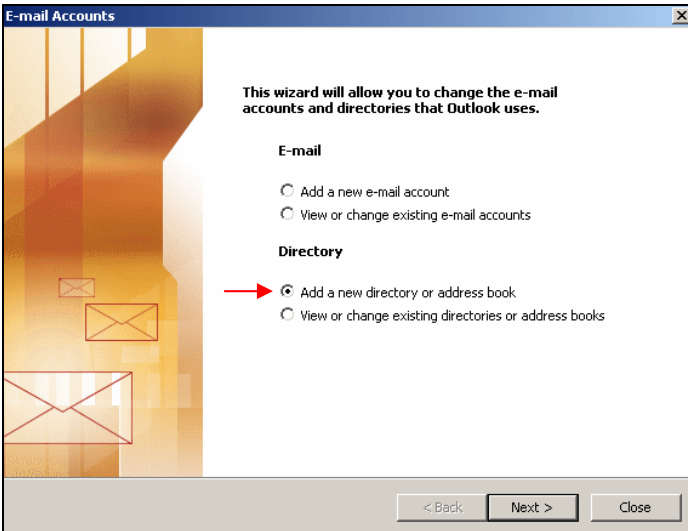 E-mail Accounts
This wizard will allow you to change the e-mail
accounts and directories that Outlook uses.
E-mail
Add a new e-mail account
View or change existing e-mail accounts
Directory
Add a new directory or address book
View or change existing directories or address books
< Back
Next >
Close